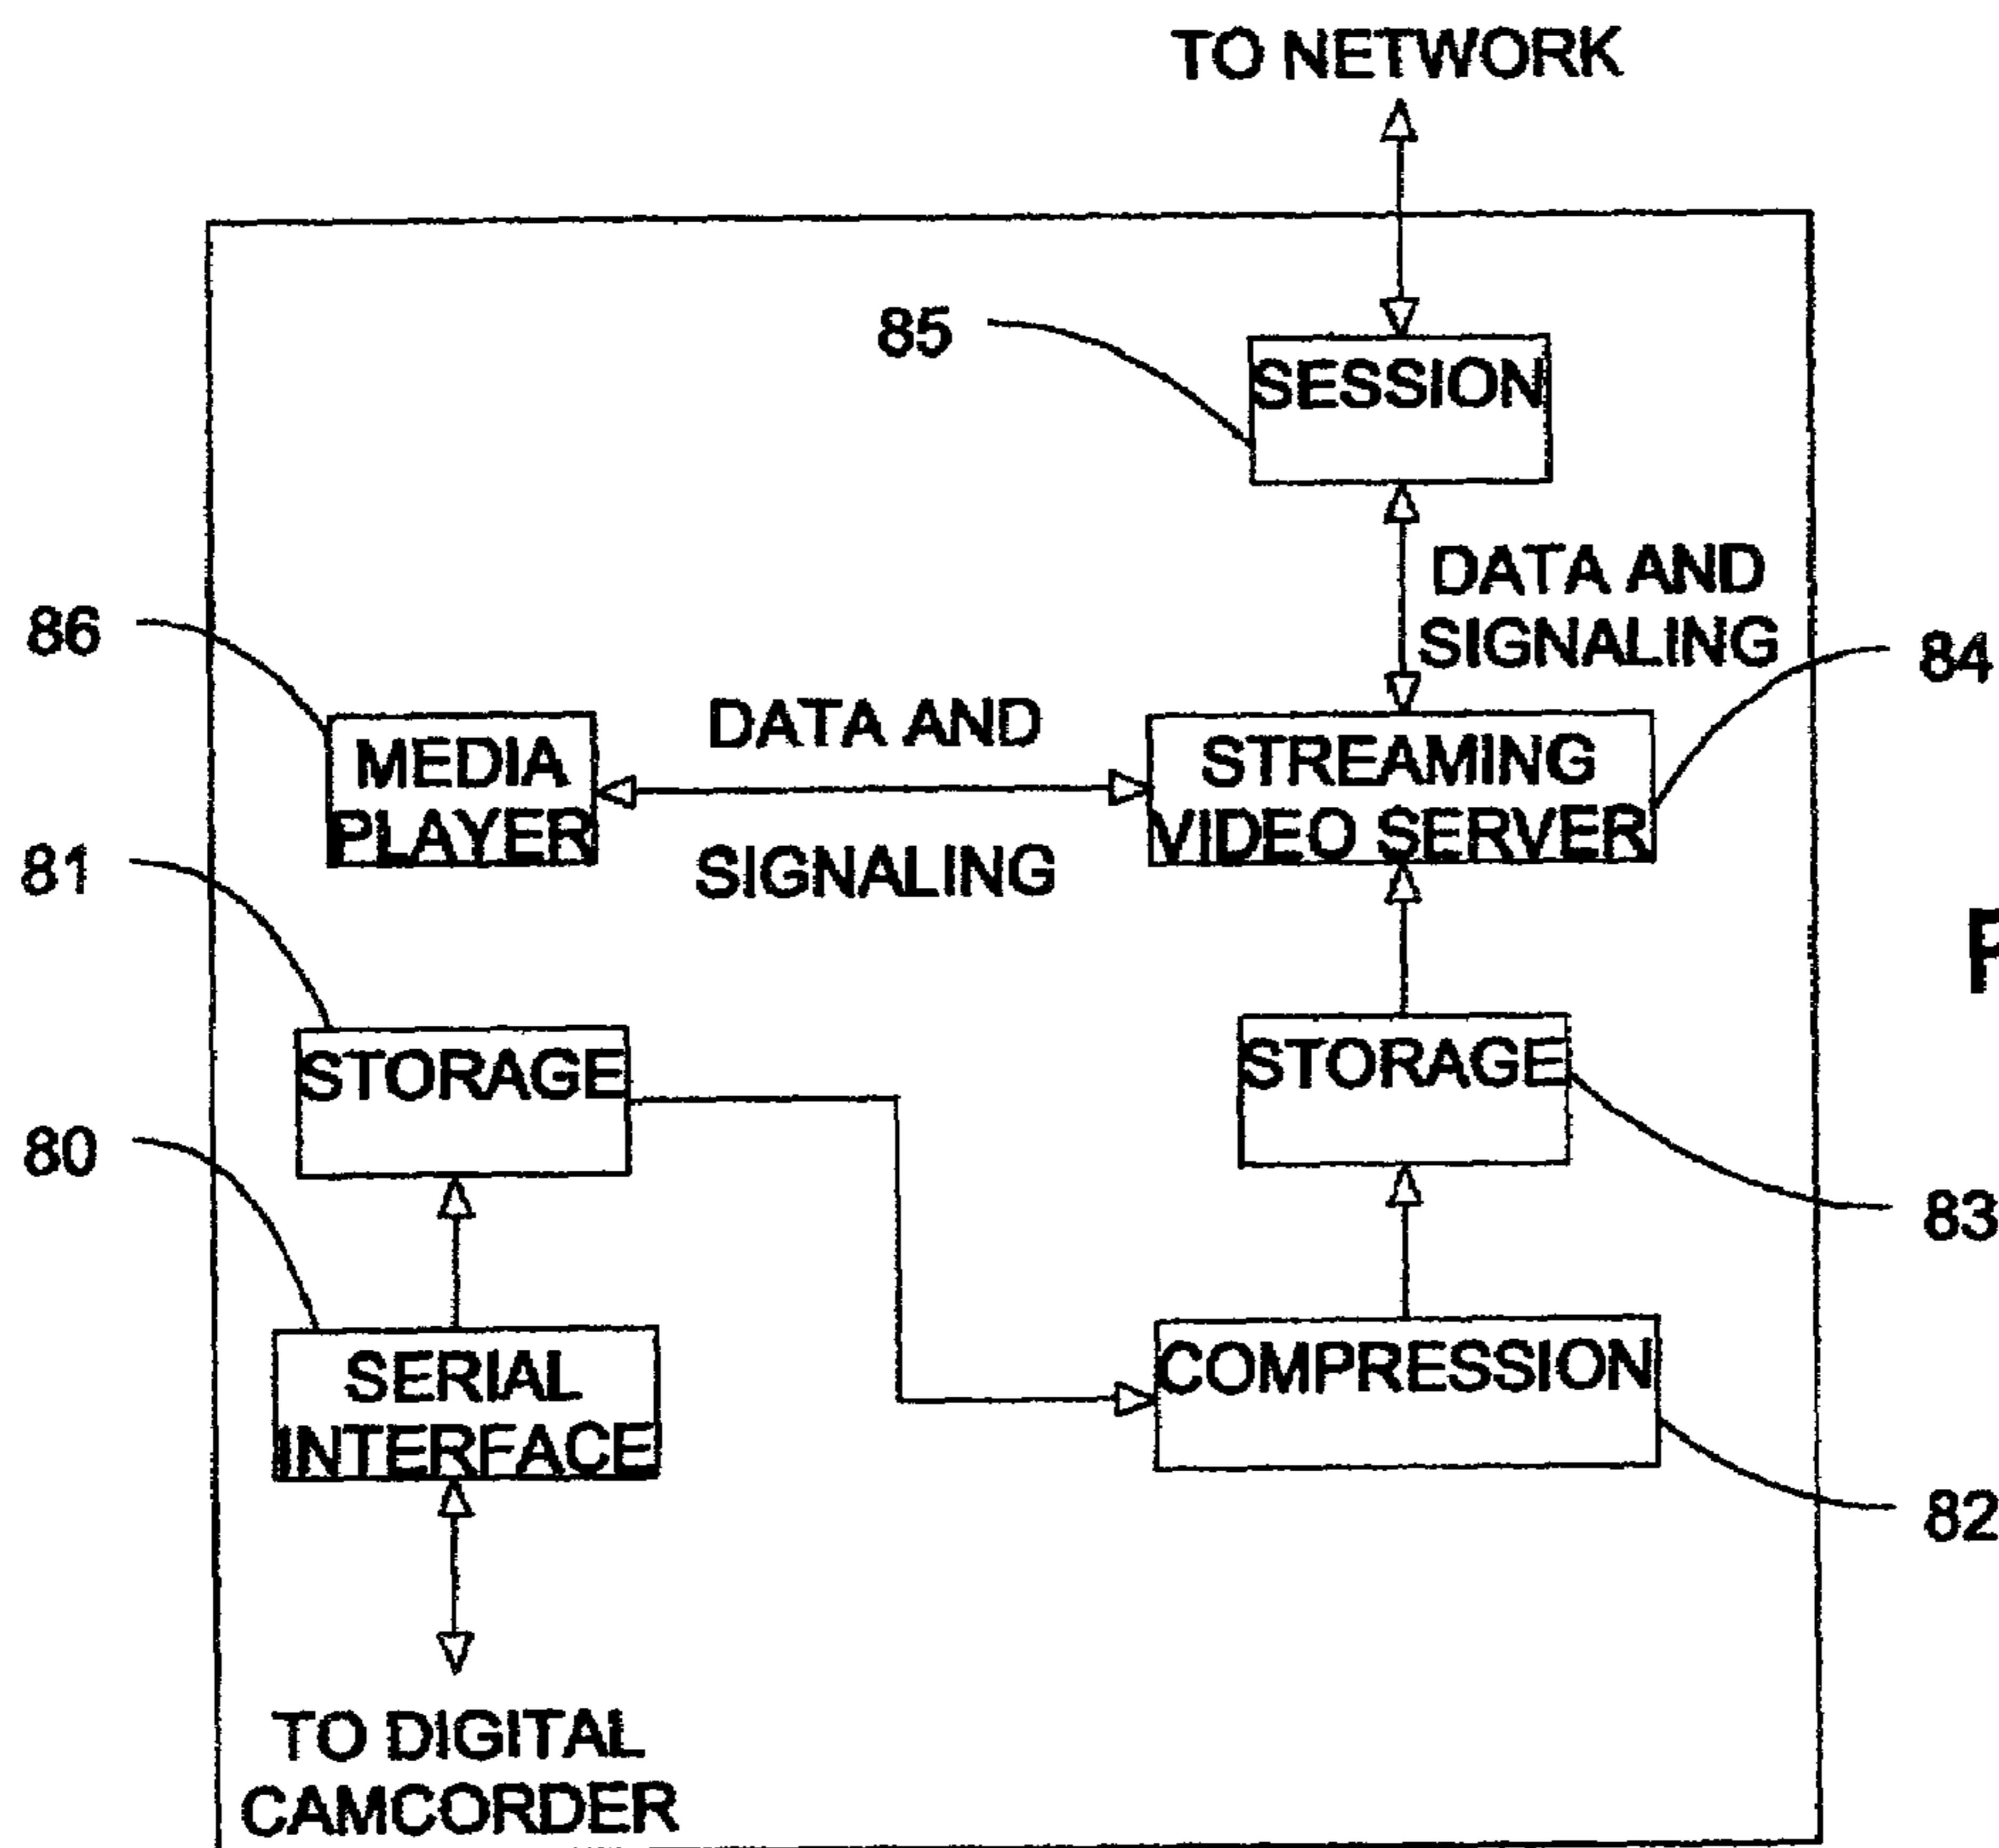 TO NETWORK
85
SESSION
DATA AND
SIGNALING
84
86
MEDIA
PLAYER
DATA AND
SIGNALING
STREAMING
VIDEO SERVER
81
STORAGE
STORAGE
83
80
SERIAL
INTERFACE
COMPRESSION
82
TO DIGITAL
CAMCORDER